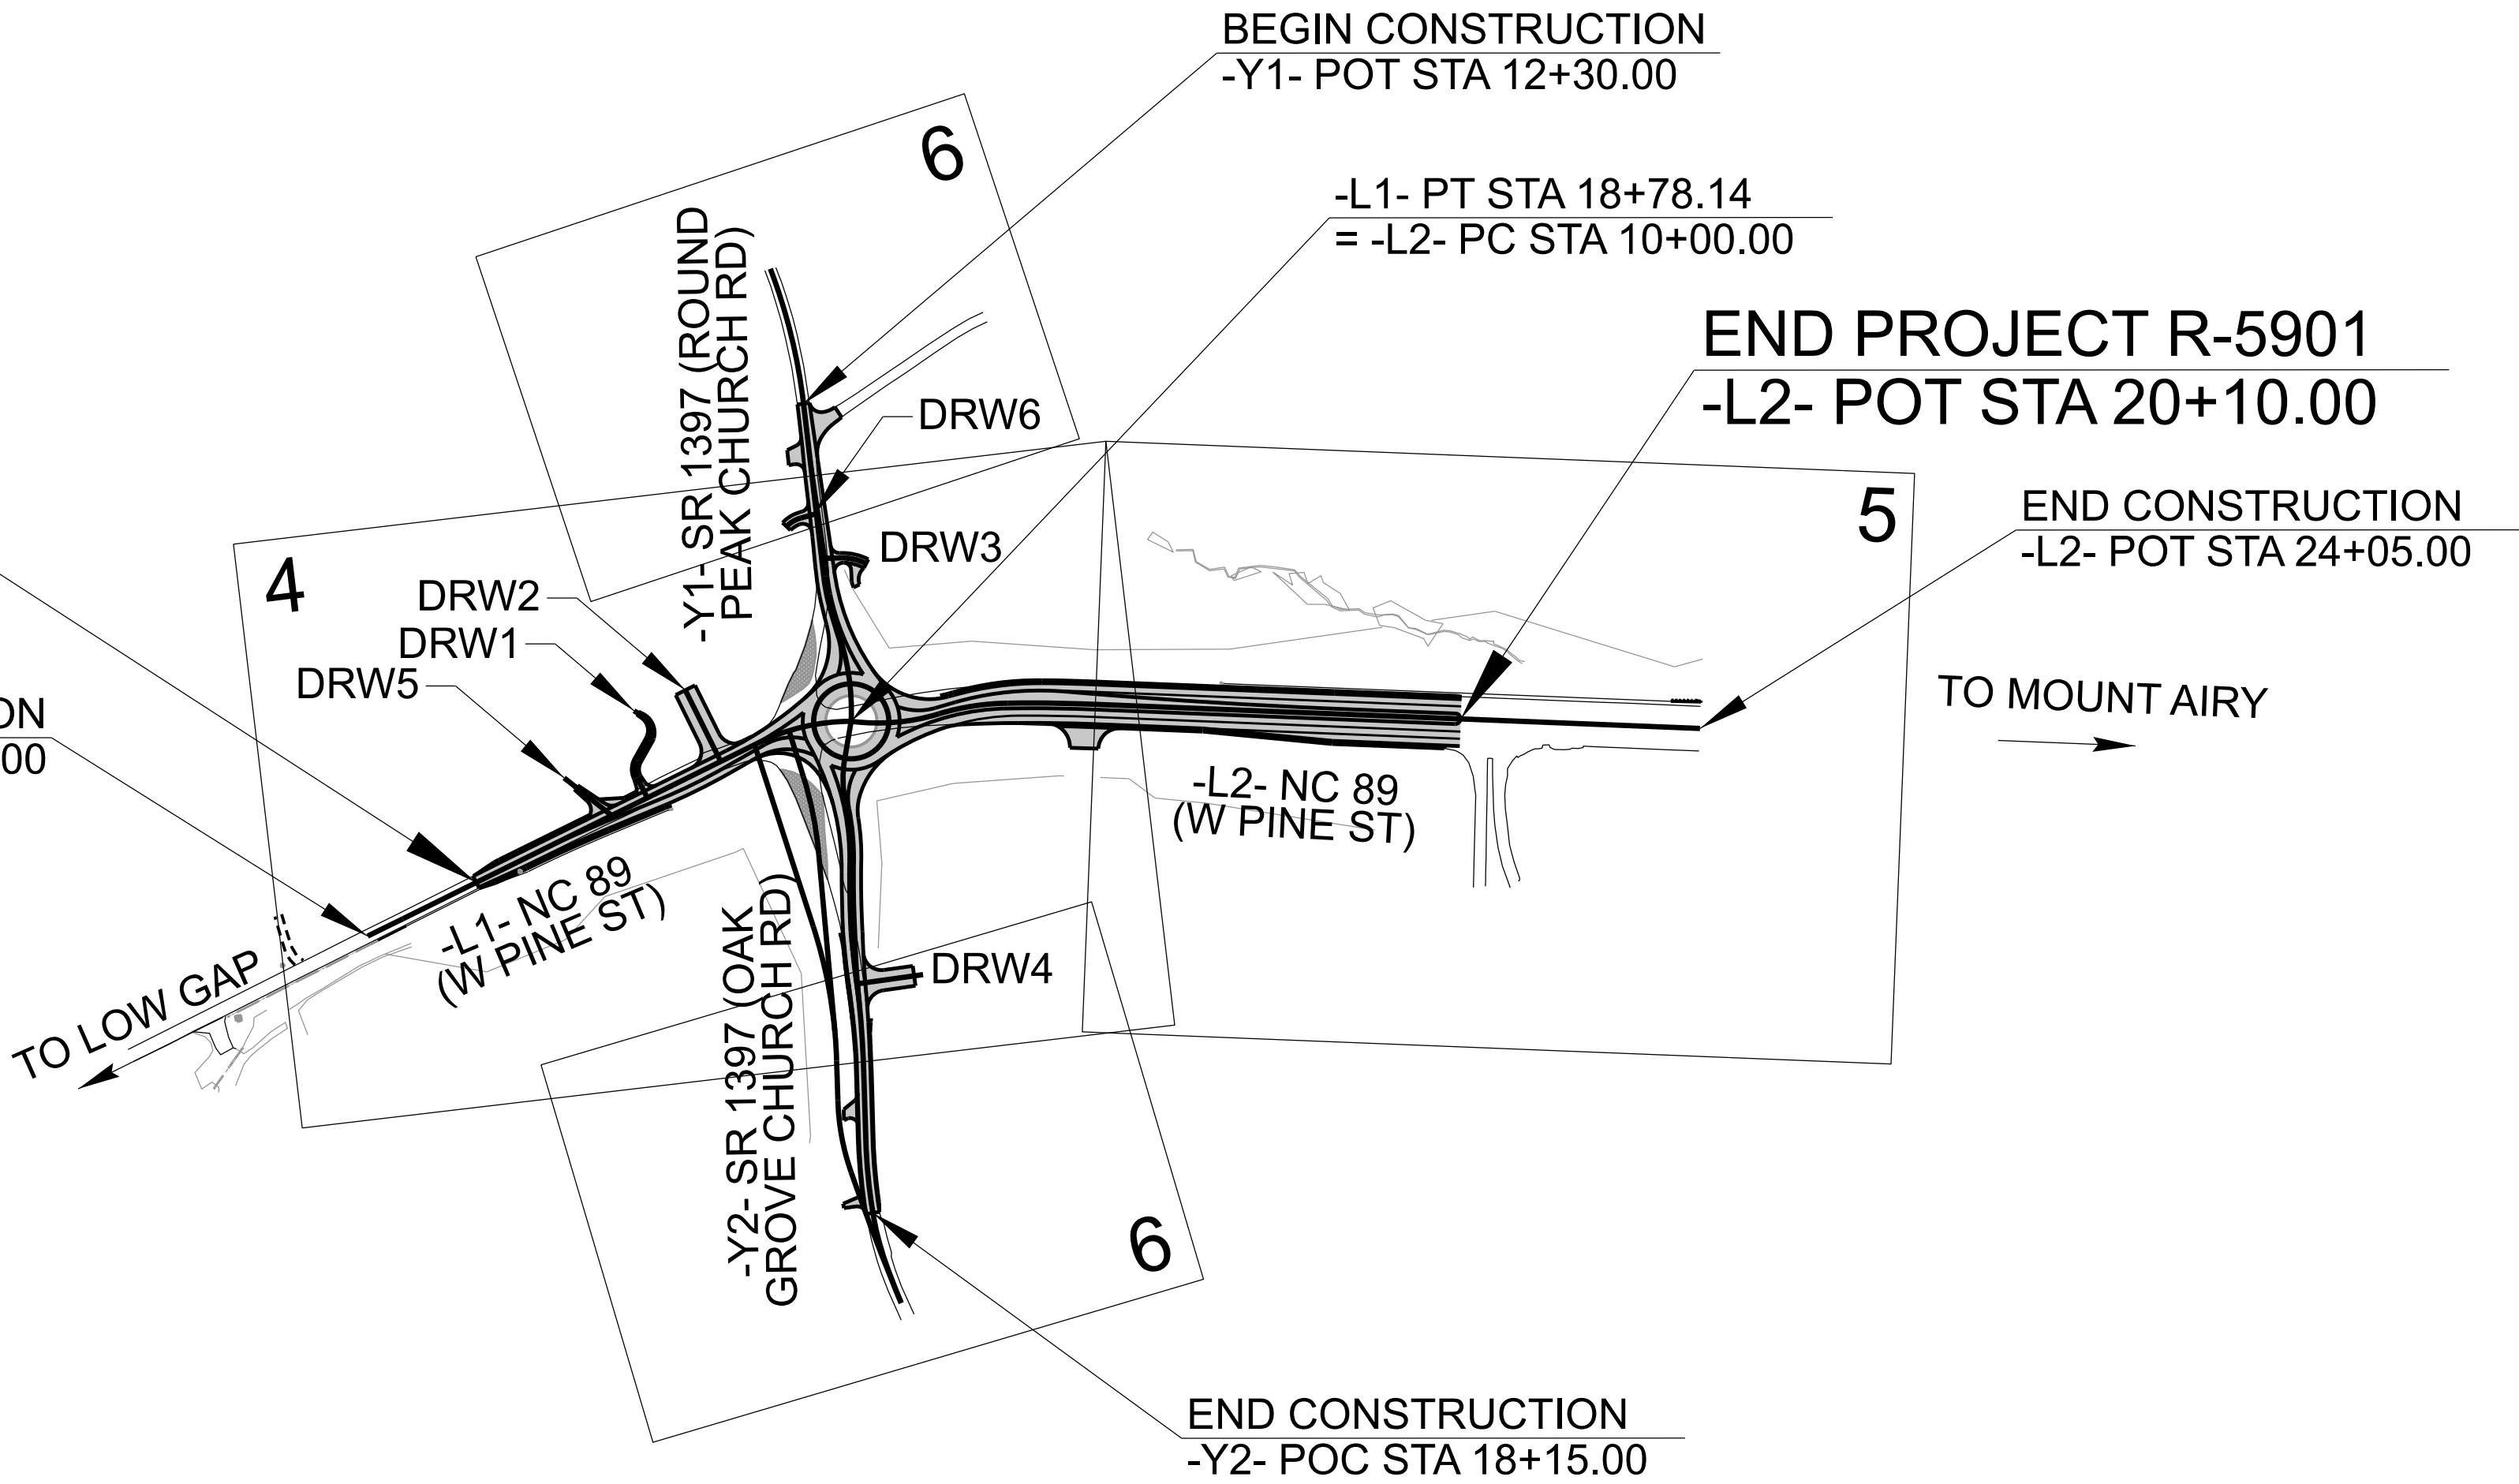 BEGIN CONSTRUCTION
-Y1- POT STA 12+30.00
6
-L1- PT STA 18+78.14
= -L2- PC STA 10+00.00
-Y1- SR 1397 (ROUND
PEAK CHURCH RD)
END PROJECT R-5901
-L2- POT STA 20+10.00
DRW6
5
END CONSTRUCTION
-L2- POT STA 24+05.00
DRW3
4
DRW2
DRW1
DRW5
TO MOUNT AIRY
ON
00
-L2- NC 89
(W PINE ST)
-L1- NC 89
(W PINE ST)
TO LOW GAP
-Y2- SR 1397 (OAK
GROVE CHURCH RD)
DRW4
6
END CONSTRUCTION
-Y2- POC STA 18+15.00